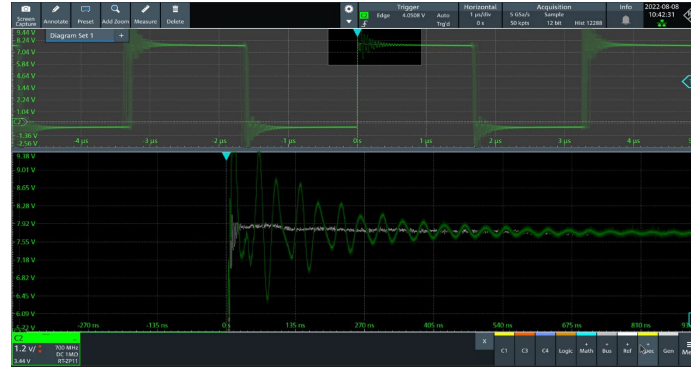 Trigger Horizontal Acquisition Info 2022-08-08
C2 Edge 4.0508 V Auto 1 µs/div 5 GSa/s Sample 10:42:31
Screen Capture Annotate Preset Add Zoom Measure Delete Trig'd 0 s 50 kpts 12 bit Hist 12288
9.44 V
8.24 V Diagram Set 1 +
7.04 V
5.84 V
4.64 V
3.44 V
2.24 V
1.04 V
C2
-1.36 V
-2.56 V -4 µs -3 µs -2 µs -1 µs 0 s 1 µs 2 µs 3 µs 4 µs
9.38 V
9.01 V
8.65 V
8.28 V
7.92 V
7.55 V
7.18 V
6.82 V
6.45 V
6.09 V
5.72 V -270 ns -135 ns 0 s 135 ns 270 ns 405 ns 540 ns 675 ns 810 ns
C2
1.2 V/ 700 MHz
DC 1MΩ
3.44 V RT-ZP11
X C1 C3 C4 Logic + Math + Bus + Ref + Spec Gen